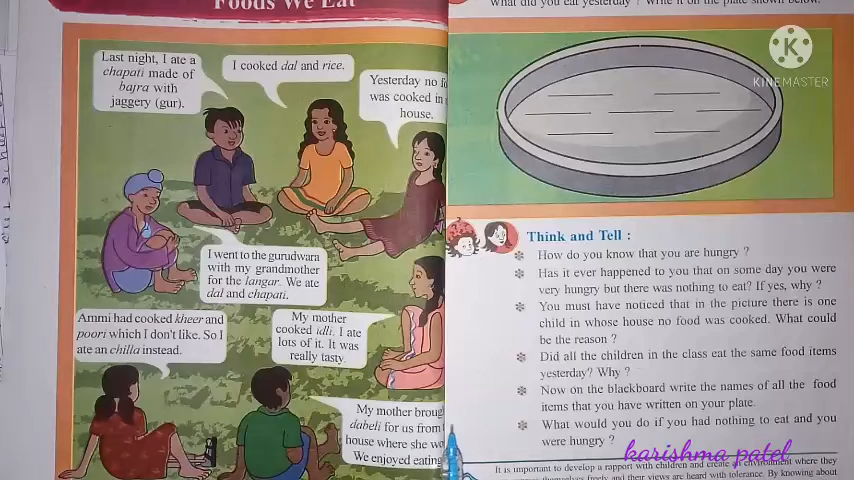 Foods We Eat
Last night, I ate a
chapati made of
bajra with
jaggery (gur).
I cooked dal and rice.
Yesterday no
was cooked in
house.
I went to the gurudwara
with my grandmother
for the langar. We ate
dal and chapati.
Ammi had cooked kheer and
poori which I don't like. So I
ate an chilla instead.
My mother
cooked idli. I ate
lots of it. It was
really tasty.
My mother
dabeli for us from
house where she
We enjoyed eating
What did you eat yesterday ? Write it on the plate shown below.
KINEMASTER
Think and Tell :
How do you know that you are hungry ?
Has it ever happened to you that on some day you were
very hungry but there was nothing to eat? If yes, why ?
You must have noticed that in the picture there is one
child in whose house no food was cooked. What could
be the reason ?
Did all the children in the class eat the same food items
yesterday? Why ?
Now on the blackboard write the names of all the food
items that you have written on your plate.
What would you do if you had nothing to eat and you
were hungry ?
karishma patel
It is important to develop a rapport with children and create an environment where they
freely and their views are heard with tolerance. By knowing about